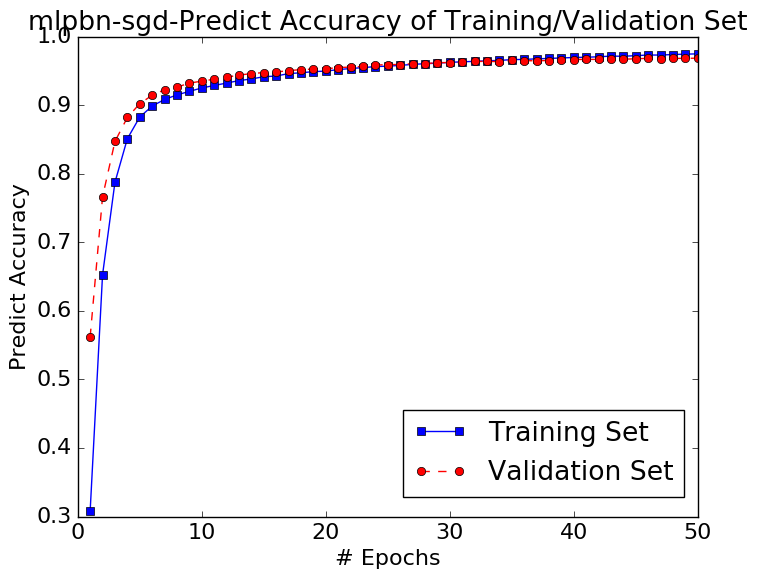 mlpbn-sgd-Predict Accuracy of Training/Validation Set
1.0
0.9
0.8
0.7
0.6
0.5
0.4
0.3
Predict Accuracy
Training Set
Validation Set
0 10 20 30 40 50
# Epochs